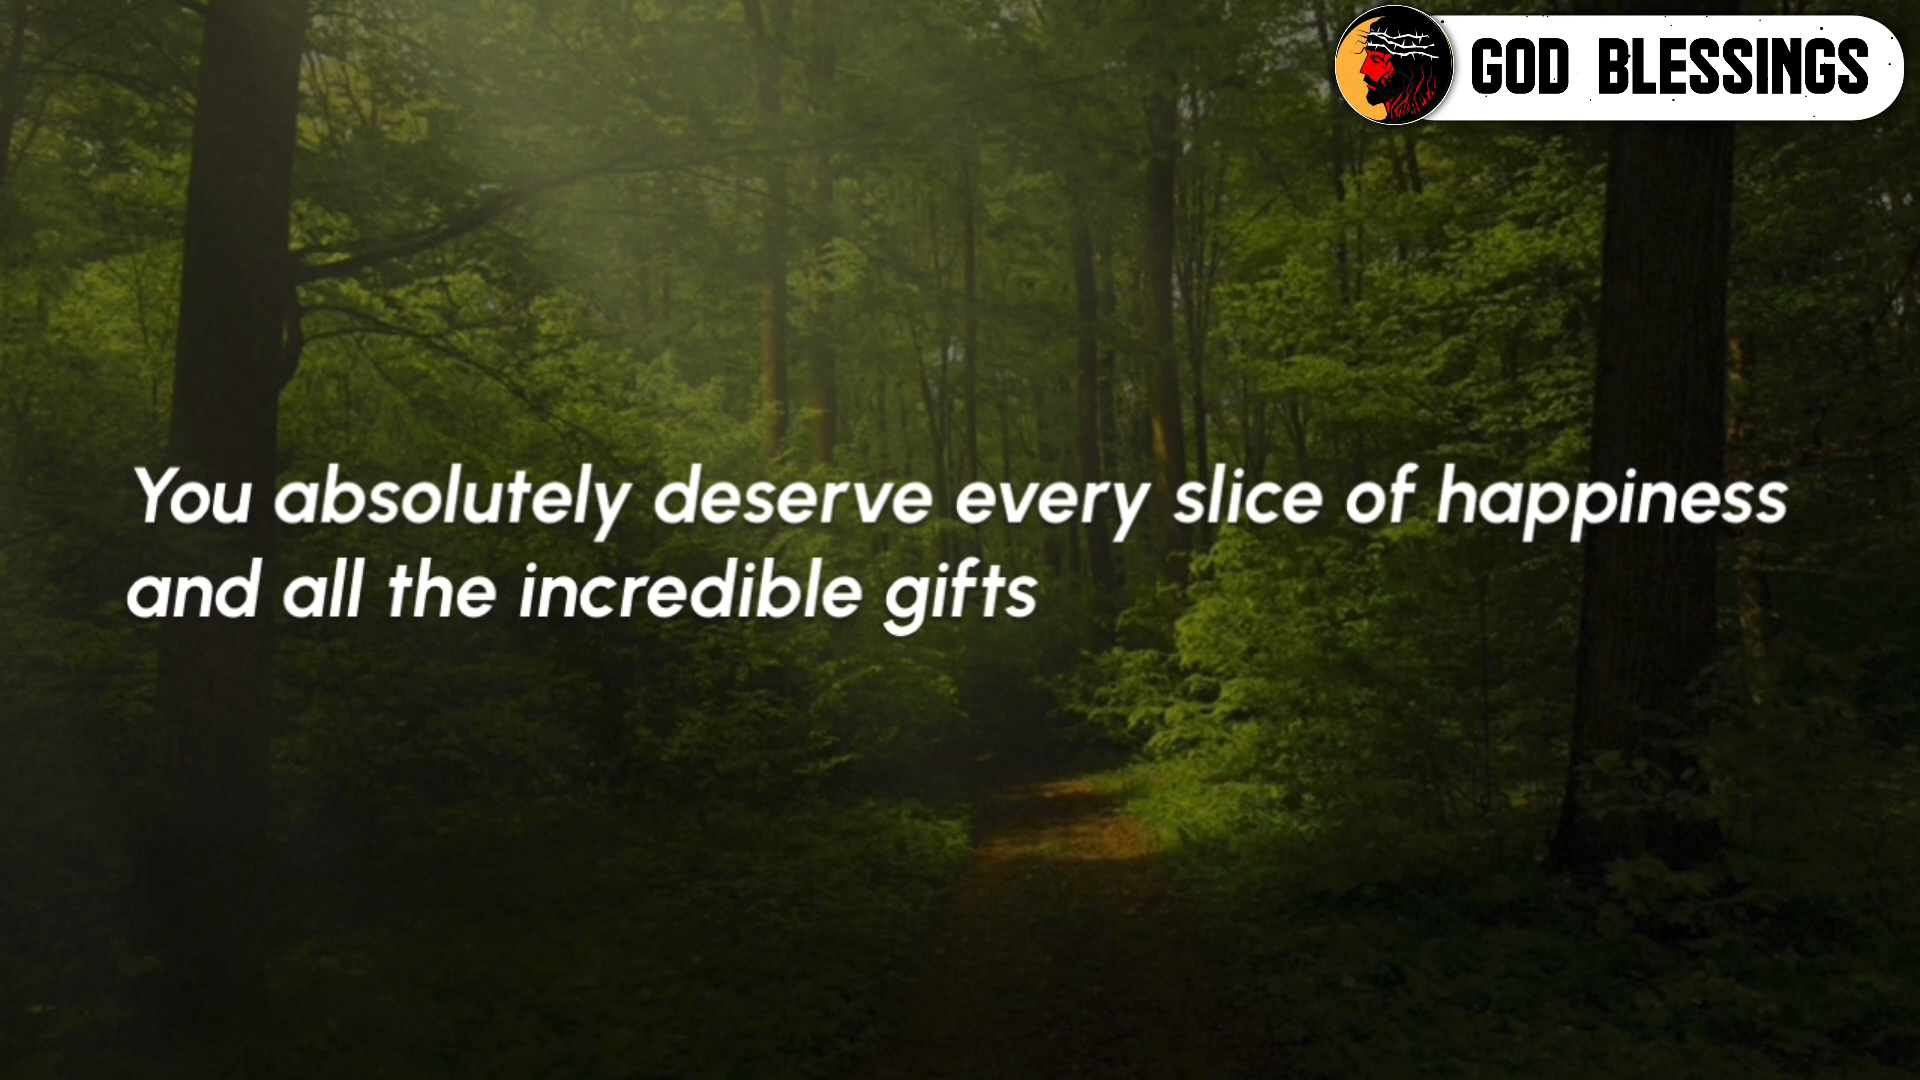 GOD BLESSINGS
You absolutely deserve every slice of happiness
and all the incredible gifts